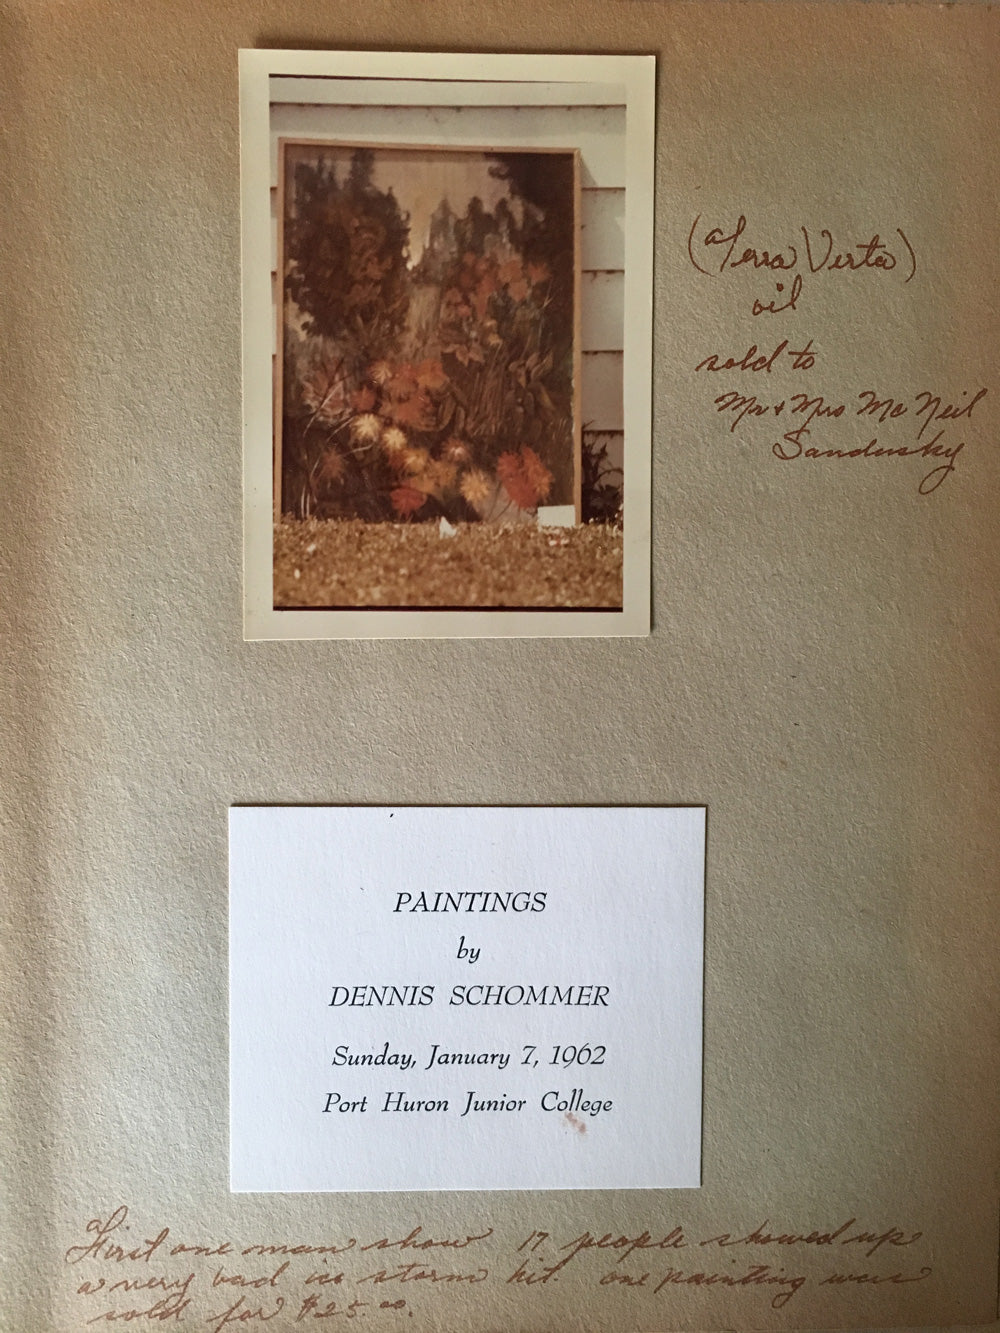 (Terra Verta)
oil
sold to
Mr + Mrs Mc Neil
Sandusky
PAINTINGS
by
DENNIS SCHOMMER
Sunday, January 7, 1962
Port Huron Junior College
First one man show 17 people showed up
a very bad ice storm hit. one painting was
sold for $25.00.